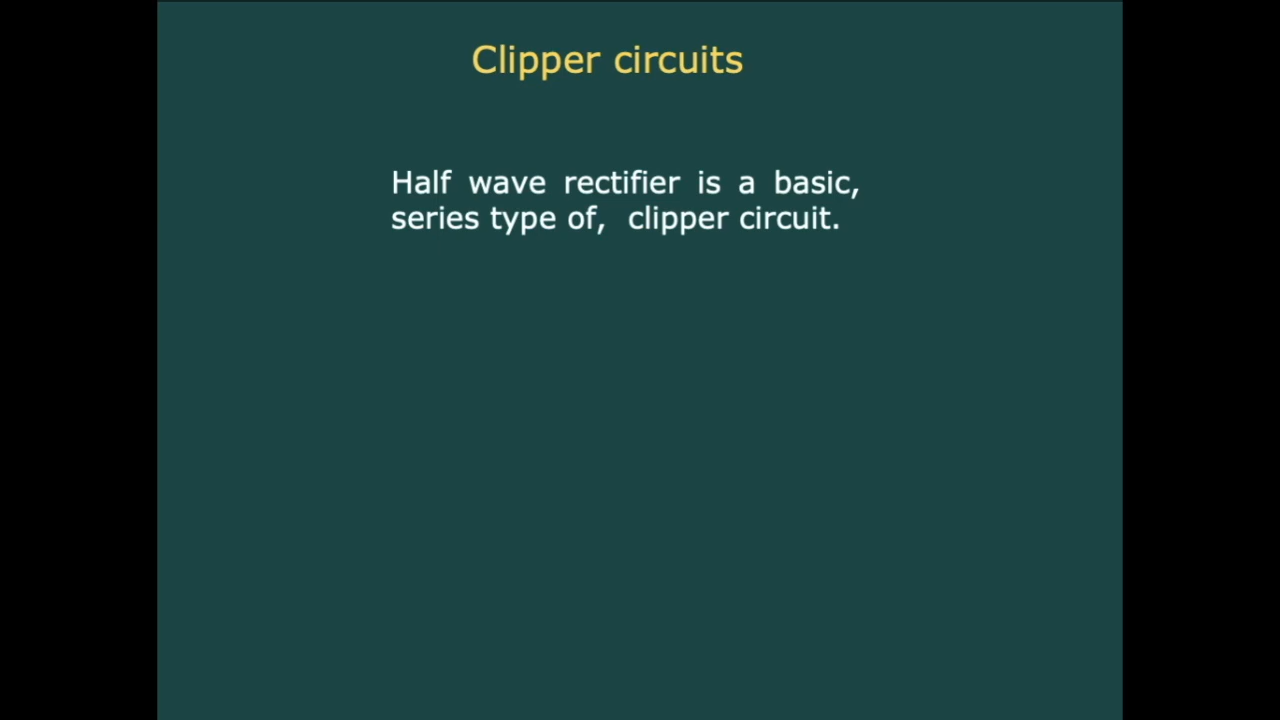 Clipper circuits
Half wave rectifier is a basic,
series type of, clipper circuit.